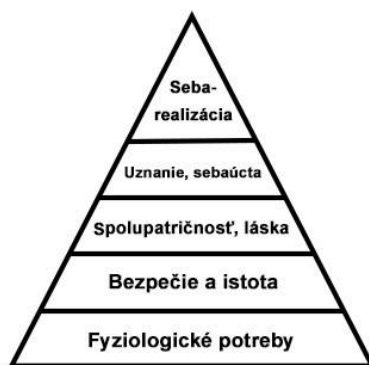 Seba-
realizácia
Uznanie, sebaúcta
Spolupatričnosť, láska
Bezpečie a istota
Fyziologické potreby